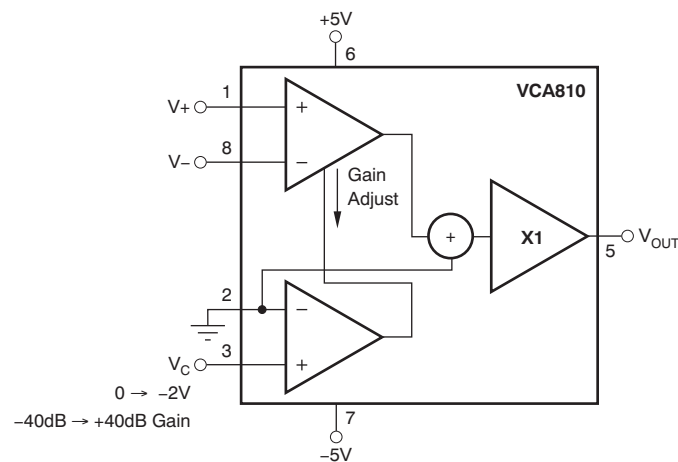 +5V
6
VCA810
1
V+
+
8
V−
−
Gain
Adjust
+
X1
5
VOUT
2
−
3
VC
+
0 → −2V
−40dB → +40dB Gain
7
−5V